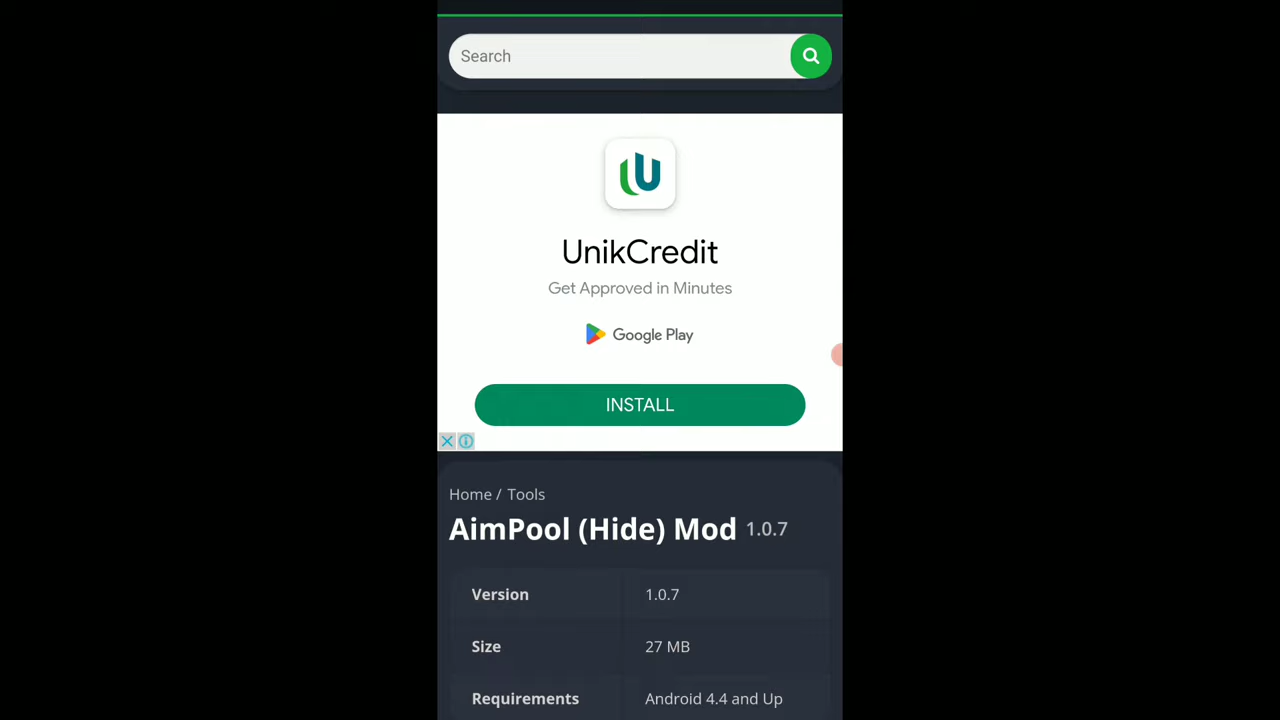 Search
UnikCredit
Get Approved in Minutes
Google Play
INSTALL
Home / Tools
AimPool (Hide) Mod 1.0.7
Version 1.0.7
Size 27 MB
Requirements Android 4.4 and Up